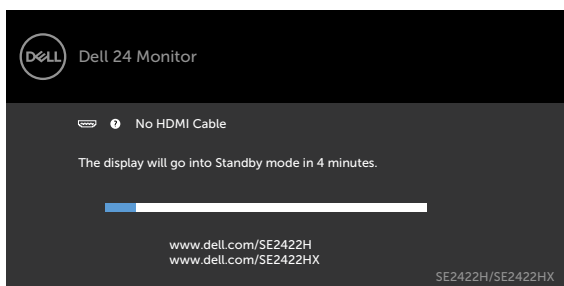 DELL
Dell 24 Monitor
? No HDMI Cable
The display will go into Standby mode in 4 minutes.
www.dell.com/SE2422H
www.dell.com/SE2422HX
SE2422H/SE2422HX